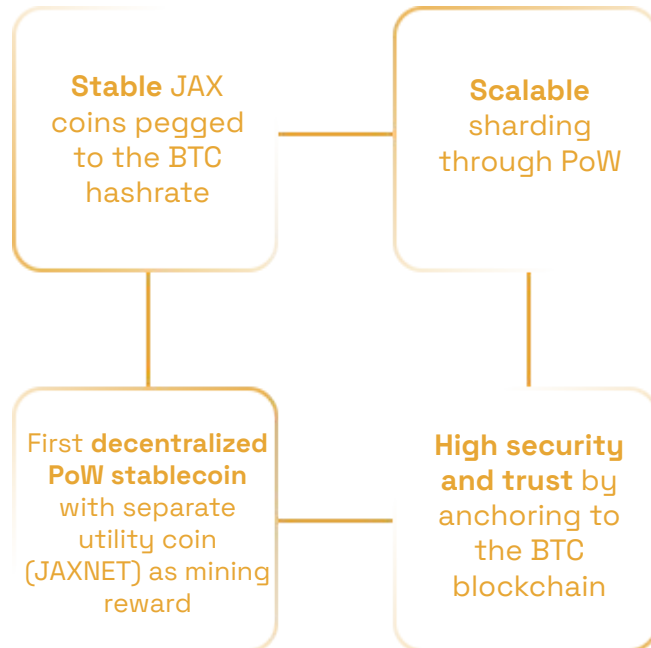 Stable JAX
coins pegged
to the BTC
hashrate
Scalable
sharding
through PoW
First decentralized
PoW stablecoin
with separate
utility coin
(JAXNET) as mining
reward
High security
and trust by
anchoring to
the BTC
blockchain